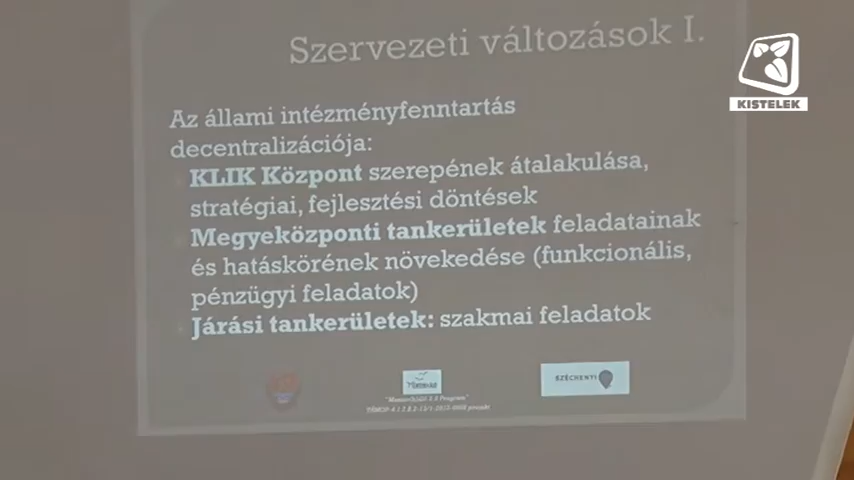 Szervezeti változások I.
KISTELEK
Az állami intézményfenntartás
decentralizációja:
KLIK Központ szerepének átalakulása,
stratégiai, fejlesztési döntések
Megyeközponti tankerületek feladatainak
és hatáskörének növekedése (funkcionális,
pénzügyi feladatok)
Járási tankerületek: szakmai feladatok
SZÉCHENYI